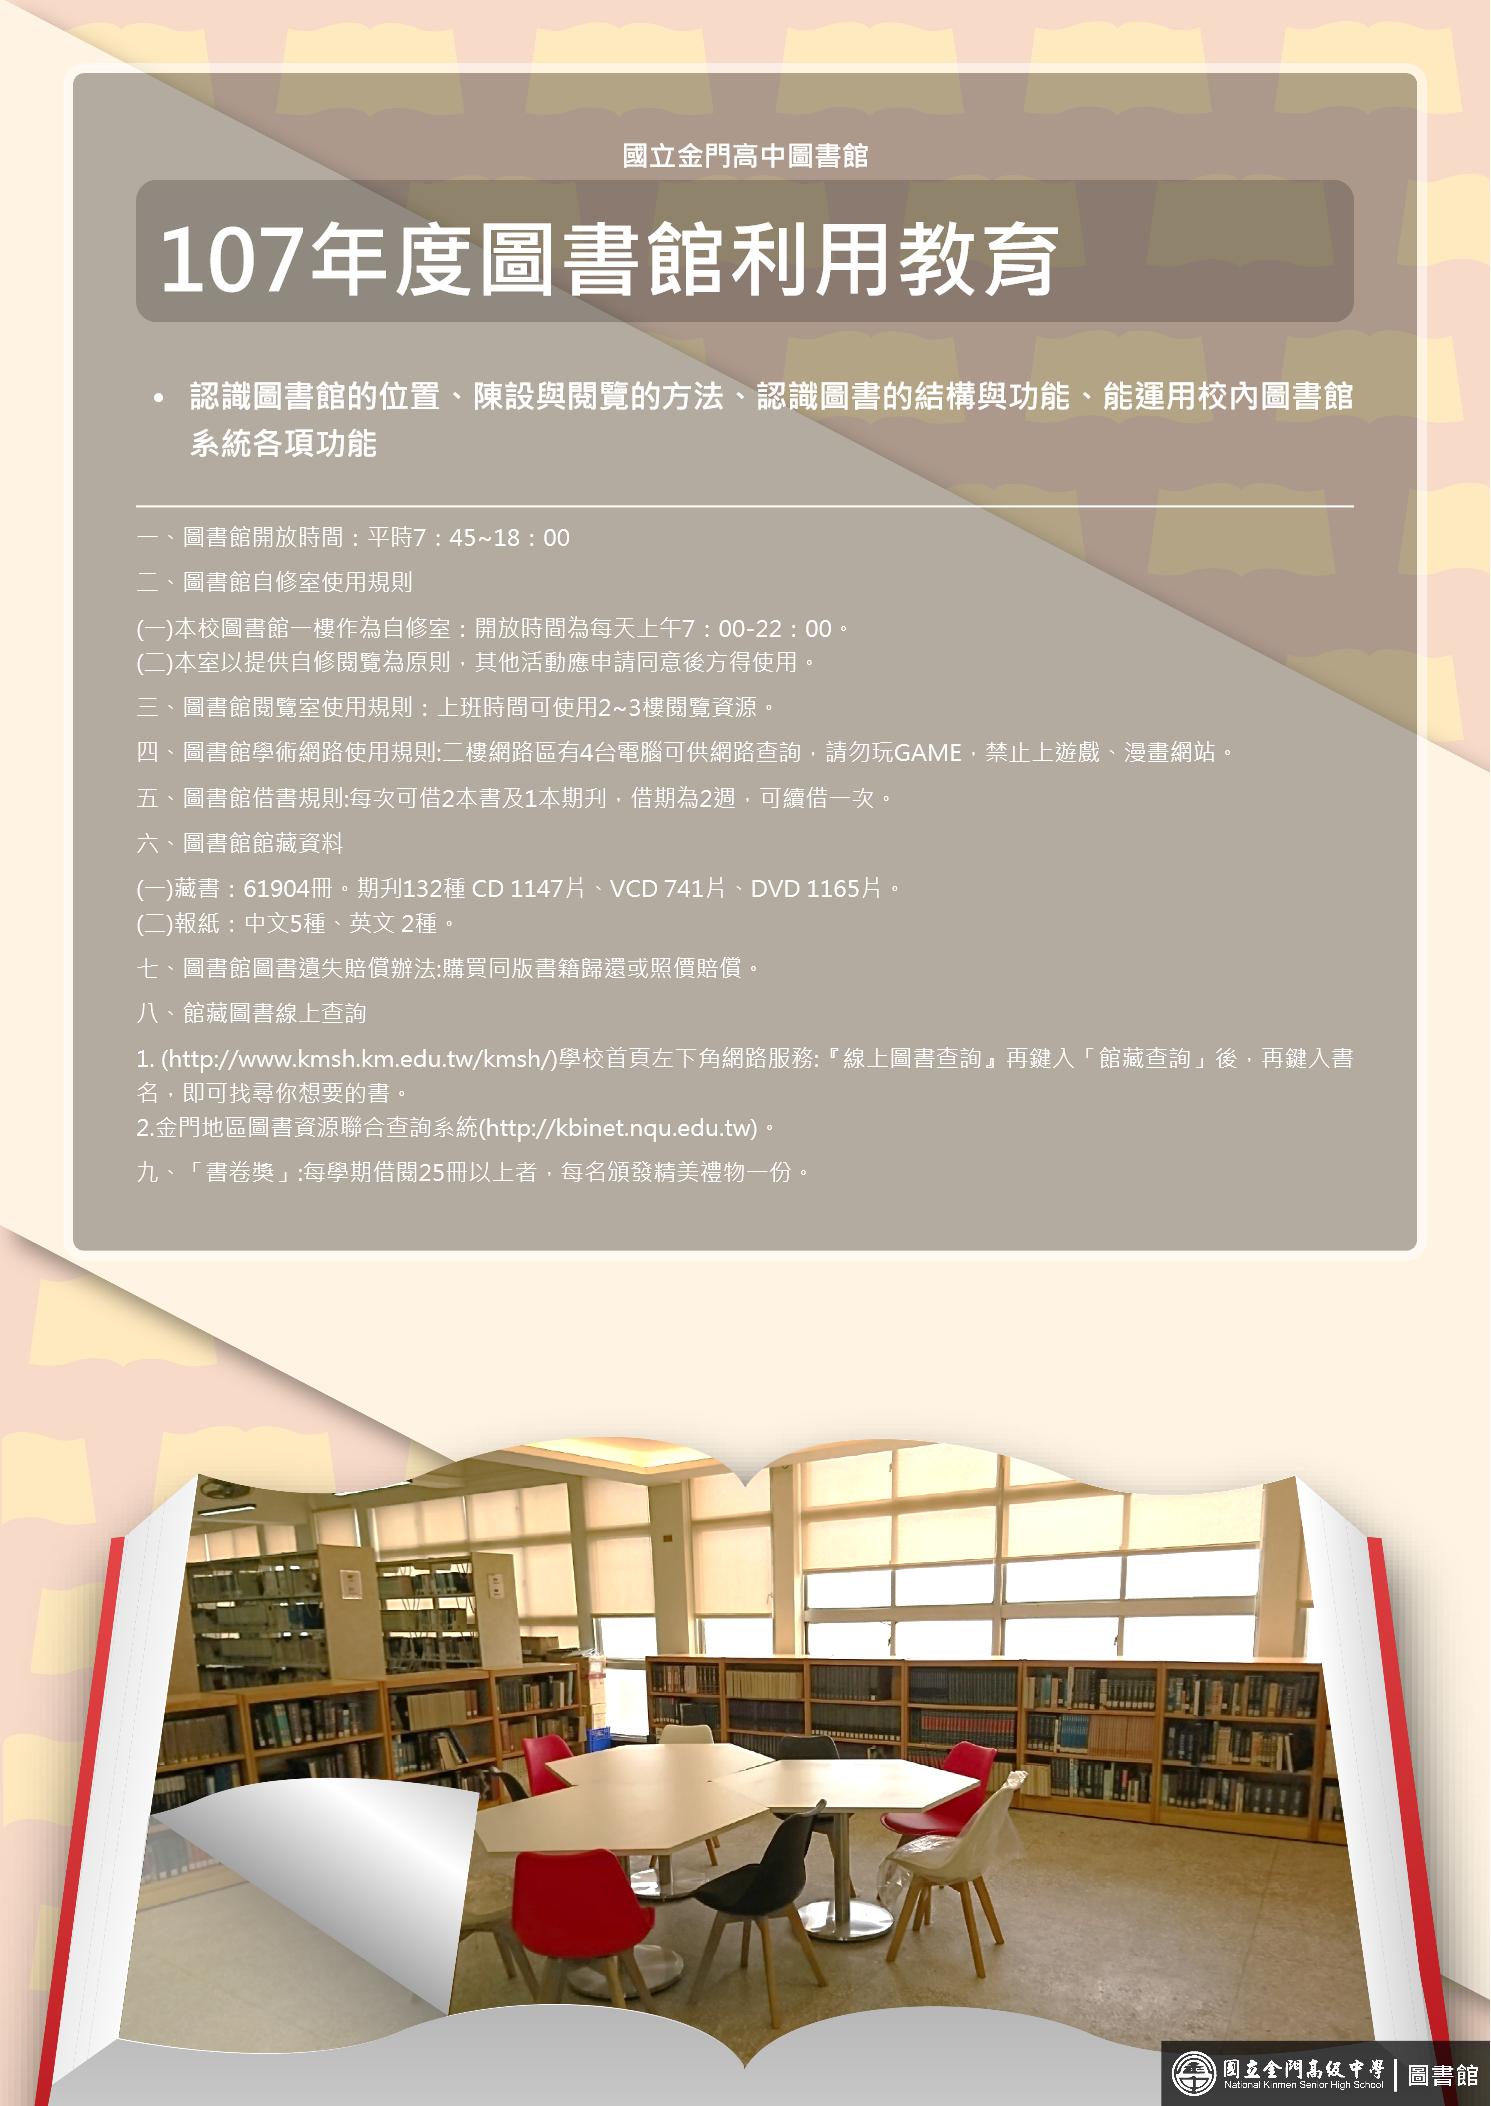 國立金門高中圖書館
107年度圖書館利用教育
• 認識圖書館的位置、陳設與閱覽的方法、認識圖書的結構與功能、能運用校內圖書館
系統各項功能
一、圖書館開放時間：平時7：45~18：00
二、圖書館自修室使用規則
(一)本校圖書館一樓作為自修室：開放時間為每天上午7：00-22：00。
(二)本室以提供自修閱覽為原則，其他活動應申請同意後方得使用。
三、圖書館閱覽室使用規則：上班時間可使用2~3樓閱覽資源。
四、圖書館學術網路使用規則:二樓網路區有4台電腦可供網路查詢，請勿玩GAME，禁止上遊戲、漫畫網站。
五、圖書館借書規則:每次可借2本書及1本期刋，借期為2週，可續借一次。
六、圖書館館藏資料
(一)藏書：61904冊。期刋132種 CD 1147片、VCD 741片、DVD 1165片。
(二)報紙：中文5種、英文 2種。
七、圖書館圖書遺失賠償辦法:購買同版書籍歸還或照價賠償。
八、館藏圖書線上查詢
1. (http://www.kmsh.km.edu.tw/kmsh/)學校首頁左下角網路服務:『線上圖書查詢』再鍵入「館藏查詢」後，再鍵入書
名，即可找尋你想要的書。
2.金門地區圖書資源聯合查詢系統(http://kbinet.nqu.edu.tw)。
九、「書卷獎」:每學期借閱25冊以上者，每名頒發精美禮物一份。
國立金門高級中學
National Kinmen Senior High School
圖書館